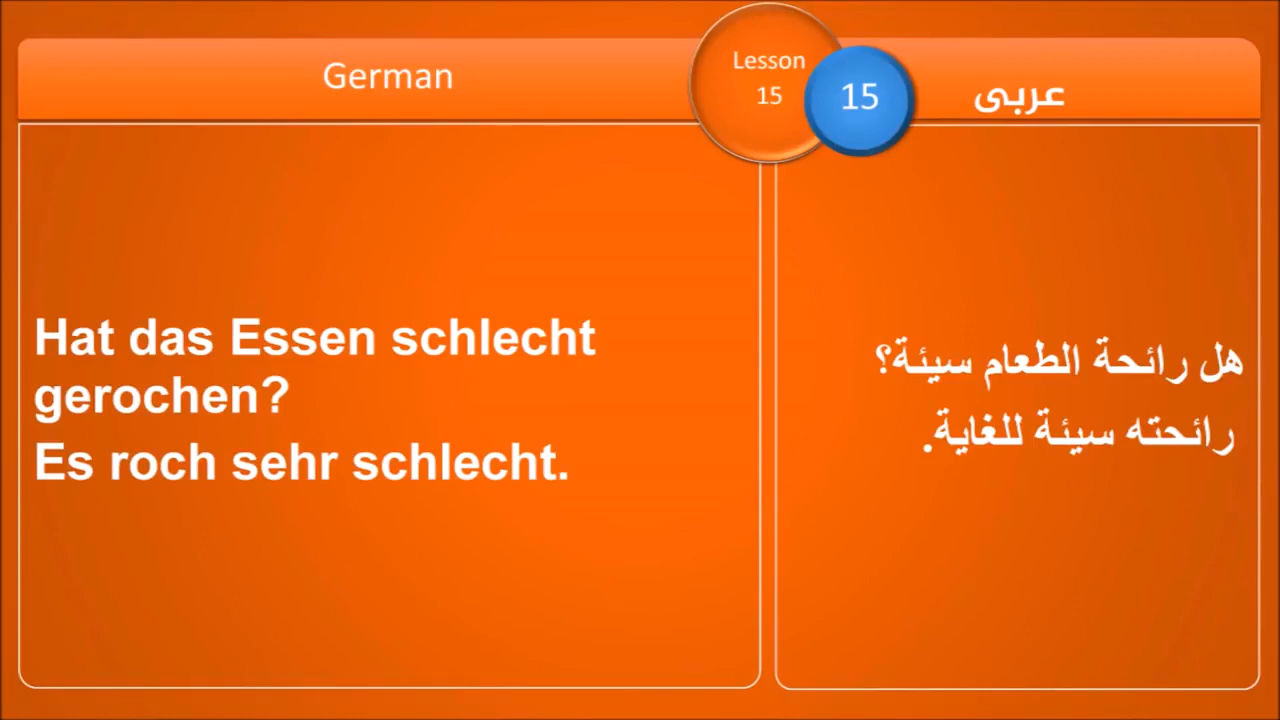 German
Lesson
15
15
عربى
Hat das Essen schlecht
gerochen?
Es roch sehr schlecht.
هل رائحة الطعام سيئة؟
رائحته سيئة للغاية.